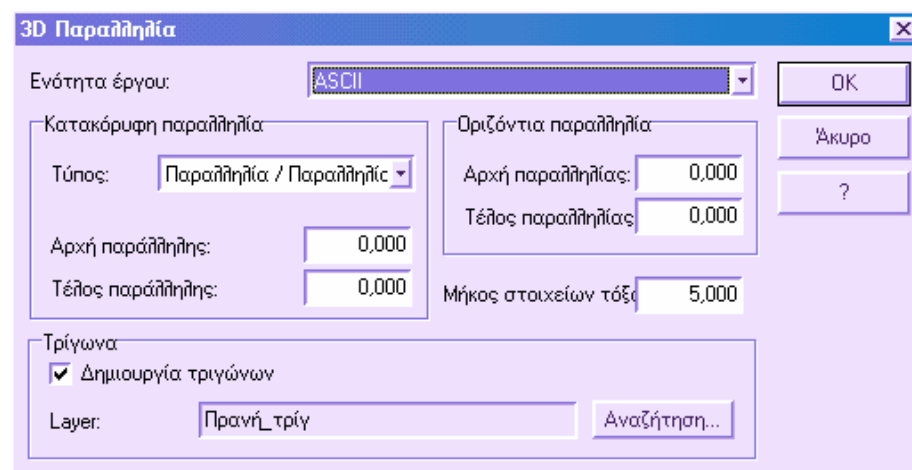 3D Παραλληλία
Ενότητα έργου: ASCII
OK
Κατακόρυφη παραλληλία
Οριζόντια παραλληλία
Άκυρο
Τύπος: Παραλληλία / Παραλληλίς
Αρχή παραλληλίας: 0,000
?
Τέλος παραλληλίας 0,000
Αρχή παράλληλης: 0,000
Τέλος παράλληλης: 0,000
Μήκος στοιχείων τόξο 5,000
Τρίγωνα
Δημιουργία τριγώνων
Layer: Πρανή_τρίγ Αναζήτηση...